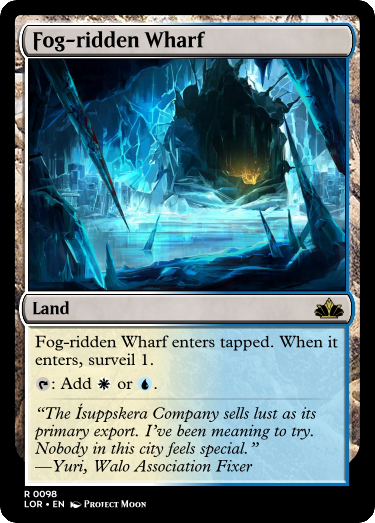 Fog-ridden Wharf
Land
Fog-ridden Wharf enters tapped. When it
enters, surveil 1.
: Add or .
“The Ísuppskera Company sells lust as its
primary export. I’ve been meaning to try.
Nobody in this city feels special.”
—Yuri, Walo Association Fixer
R 0098
LOR • EN Protect Moon